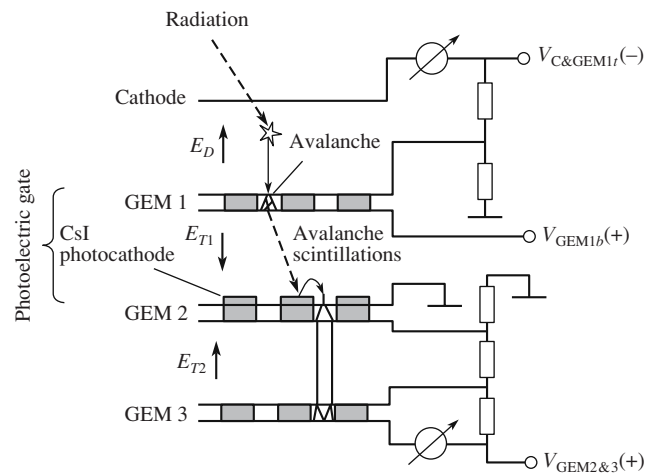 Radiation
V_C&GEM1t(–)
Cathode
E_D
Avalanche
GEM 1
Photoelectric gate
CsI
photocathode
E_T1
Avalanche
scintillations
V_GEM1b(+)
GEM 2
E_T2
GEM 3
V_GEM2&3(+)